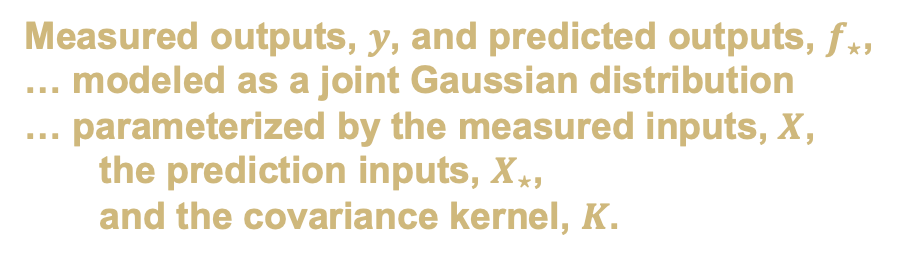 Measured outputs, y, and predicted outputs, f⋆,
… modeled as a joint Gaussian distribution
… parameterized by the measured inputs, X,
the prediction inputs, X⋆,
and the covariance kernel, K.